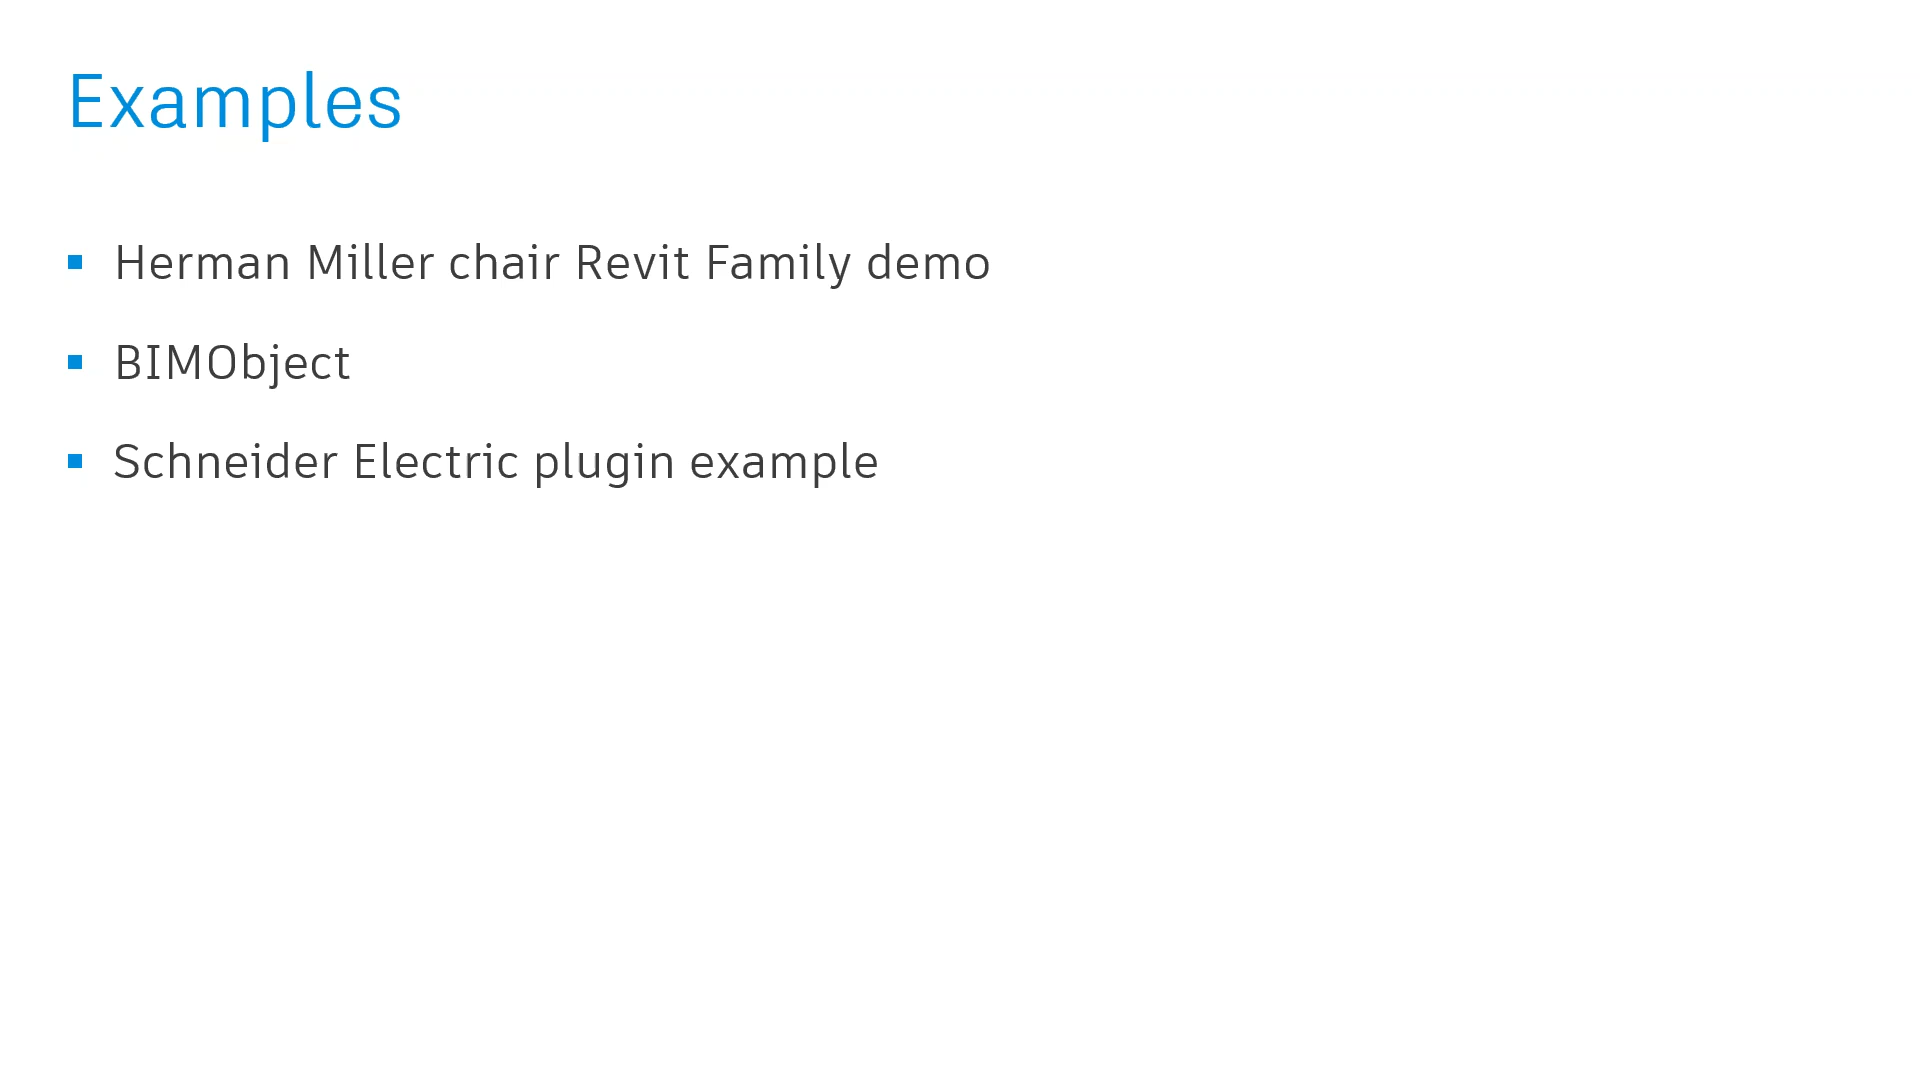 Examples
Herman Miller chair Revit Family demo
BIMObject
Schneider Electric plugin example